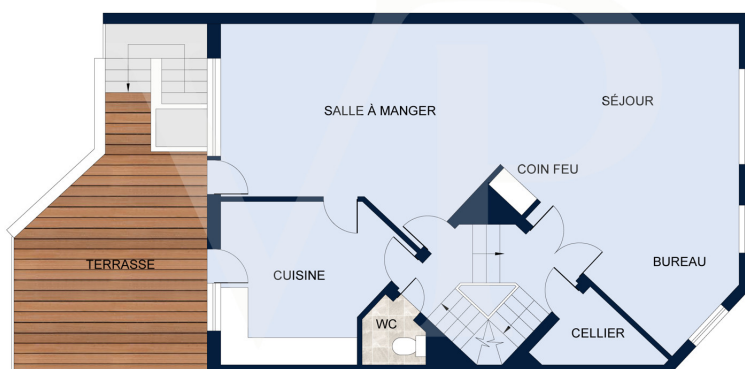 SÉJOUR
SALLE À MANGER
COIN FEU
TERRASSE
BUREAU
CUISINE
WC
CELLIER